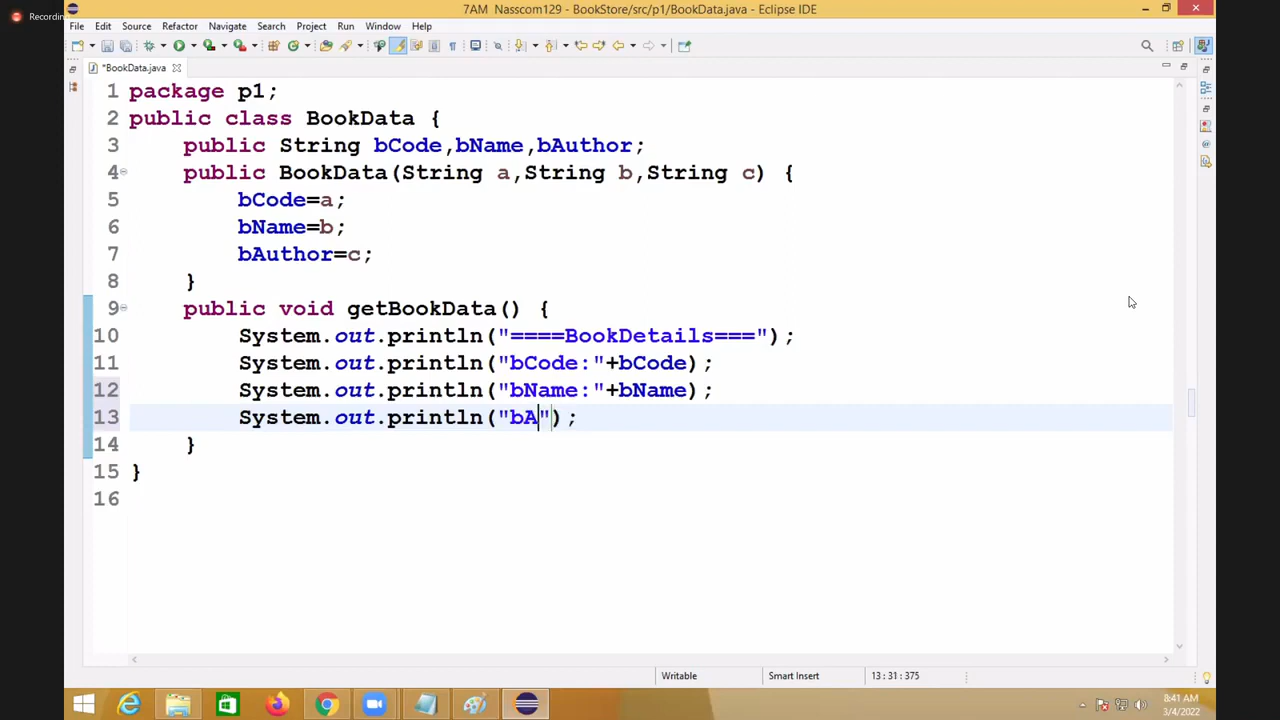 Recording
7AM Nasscom129 - BookStore/src/p1/BookData.java - Eclipse IDE
File Edit Source Refactor Navigate Search Project Run Window Help
*BookData.java
1 package p1;
2 public class BookData {
3 public String bCode,bName,bAuthor;
4 public BookData(String a,String b,String c) {
5 bCode=a;
6 bName=b;
7 bAuthor=c;
8 }
9 public void getBookData() {
10 System.out.println("====BookDetails===");
11 System.out.println("bCode:"+bCode);
12 System.out.println("bName:"+bName);
13 System.out.println("bA");
14 }
15 }
16
Writable Smart Insert 13 : 31 : 375
8:41 AM
3/4/2022